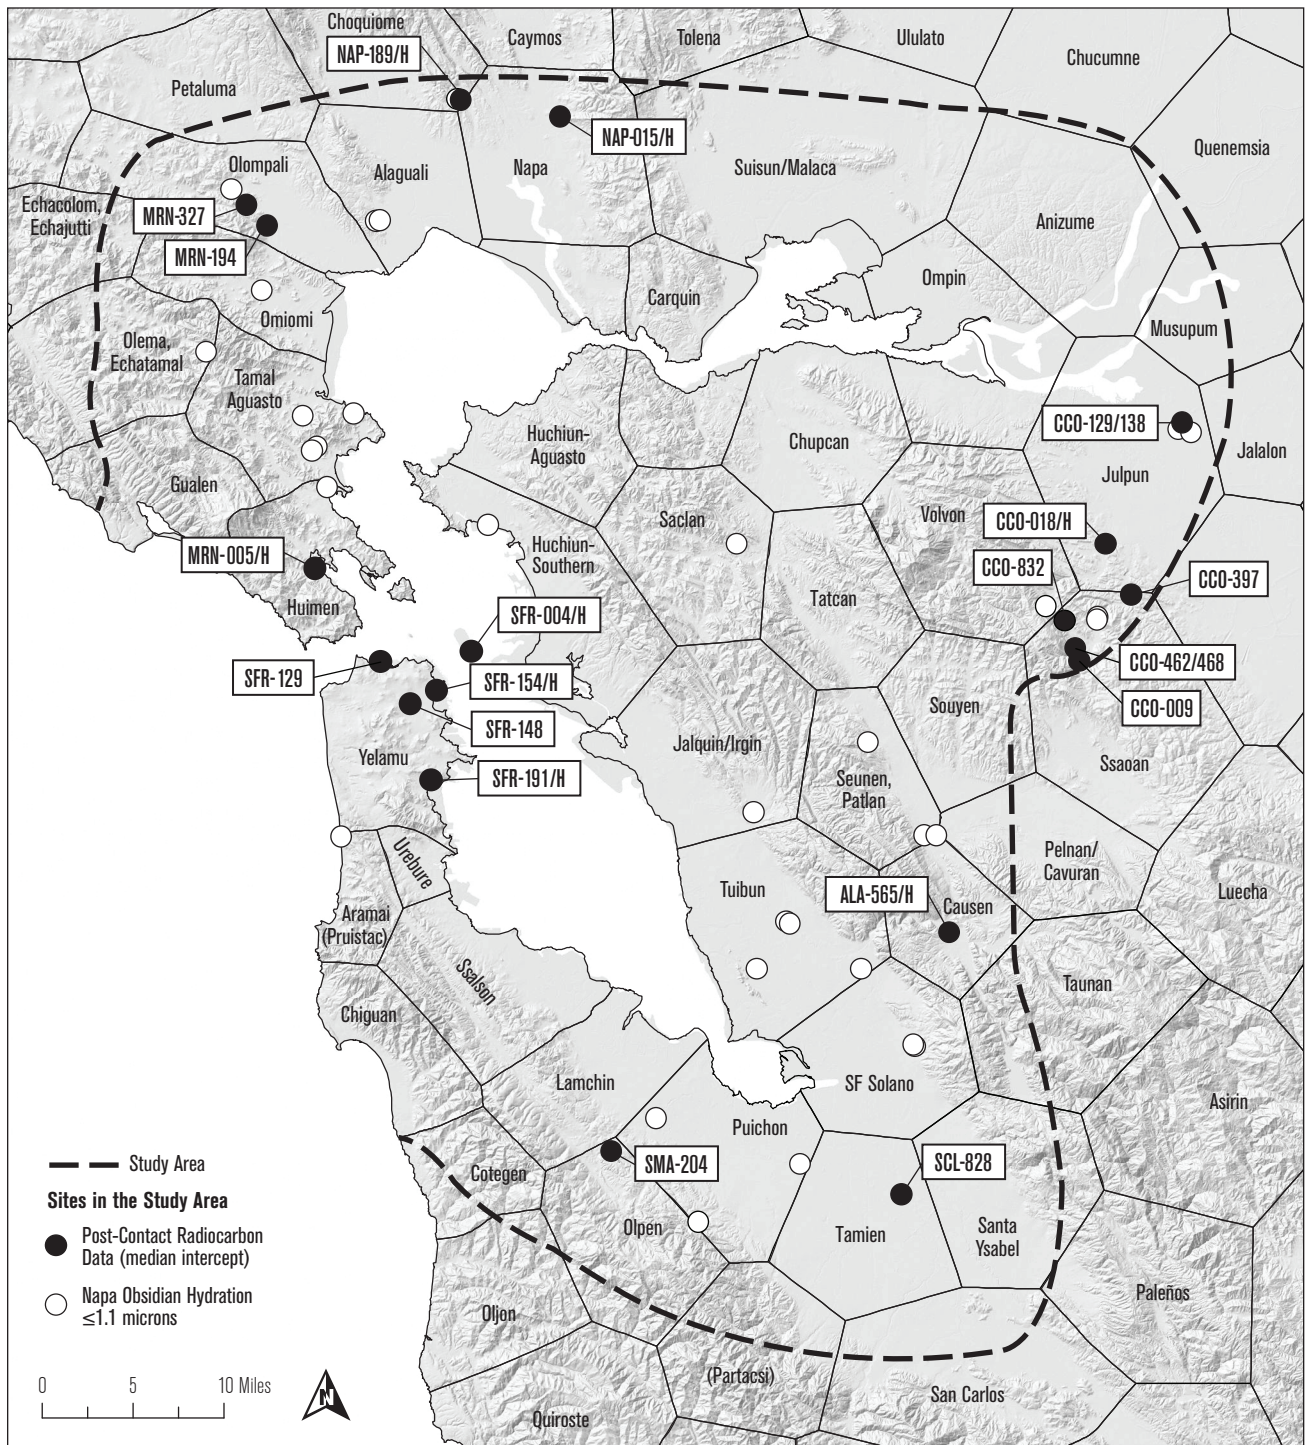 Choquiome
NAP-189/H
Caymos
Tolena
Ululato
Chucumne
Petaluma
Quenemsia
NAP-015/H
Olompali
Alaguali
Napa
Suisun/Malaca
Echacolom,
Echajutti
MRN-327
MRN-194
Anizume
Ompin
Carquin
Omiomi
Musupum
Olema,
Echatamal
Tamal
Aguasto
Huchiun-
Aguasto
Chupcan
CCO-129/138
Jalalon
Julpun
Gualen
Saclan
Volvon
CCO-018/H
Huchiun-
Southern
MRN-005/H
CCO-832
CCO-397
Tatcan
Huimen
SFR-004/H
SFR-129
SFR-154/H
CCO-462/468
CCO-009
Souyen
SFR-148
Jalquin/Irgin
Yelamu
SFR-191/H
Seunen,
Patlan
Ssaoan
Urebure
Pelnan/
Cavuran
Tuibun
ALA-565/H
Causen
Luecha
Aramai
(Pruistac)
Ssalson
Taunan
Chiguan
Lamchin
SF Solano
Asirin
Puichon
SMA-204
SCL-828
Cotegen
Olpen
Tamien
Santa
Ysabel
Paleños
Oljon
(Partacsi)
San Carlos
Quiroste
Study Area
Sites in the Study Area
Post-Contact Radiocarbon
Data (median intercept)
Napa Obsidian Hydration
≤1.1 microns
0 5 10 Miles
N